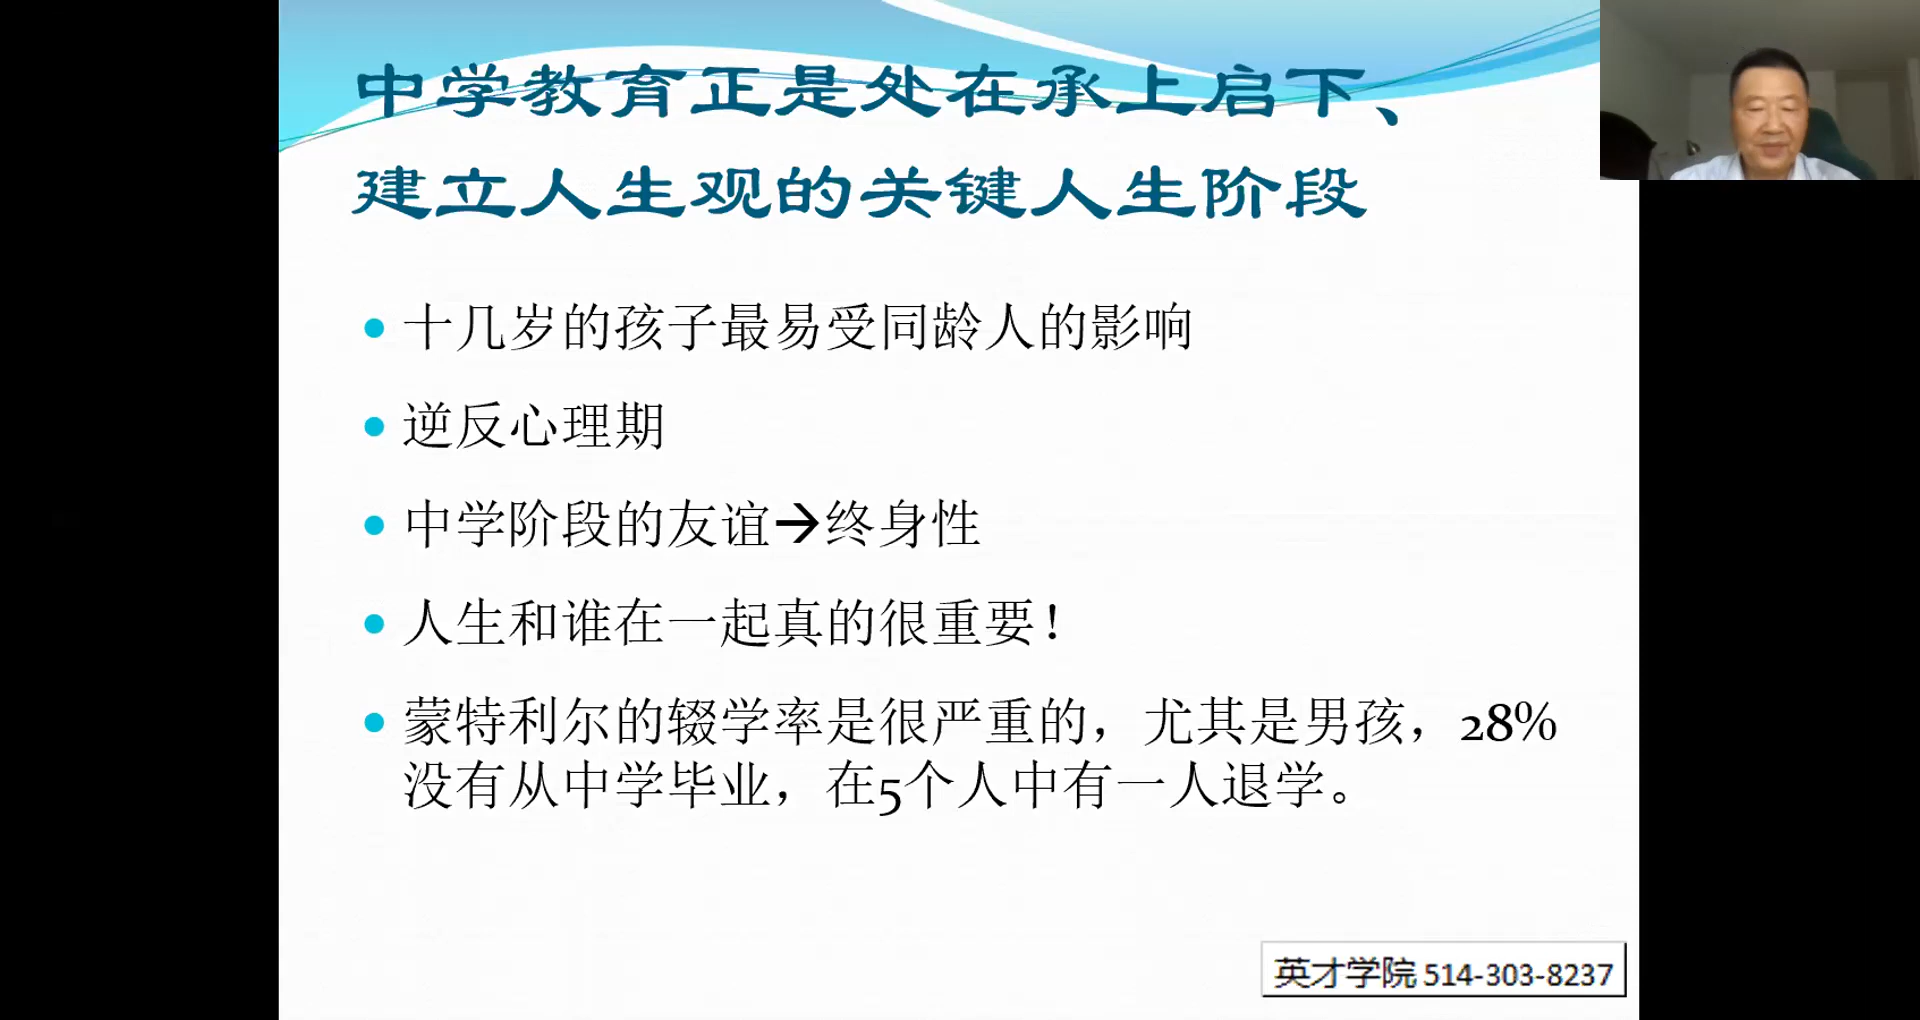 中学教育正是处在承上启下、
建立人生观的关键人生阶段
• 十几岁的孩子最易受同龄人的影响
• 逆反心理期
• 中学阶段的友谊→终身性
• 人生和谁在一起真的很重要！
• 蒙特利尔的辍学率是很严重的，尤其是男孩，28%
没有从中学毕业，在5个人中有一人退学。
英才学院 514-303-8237